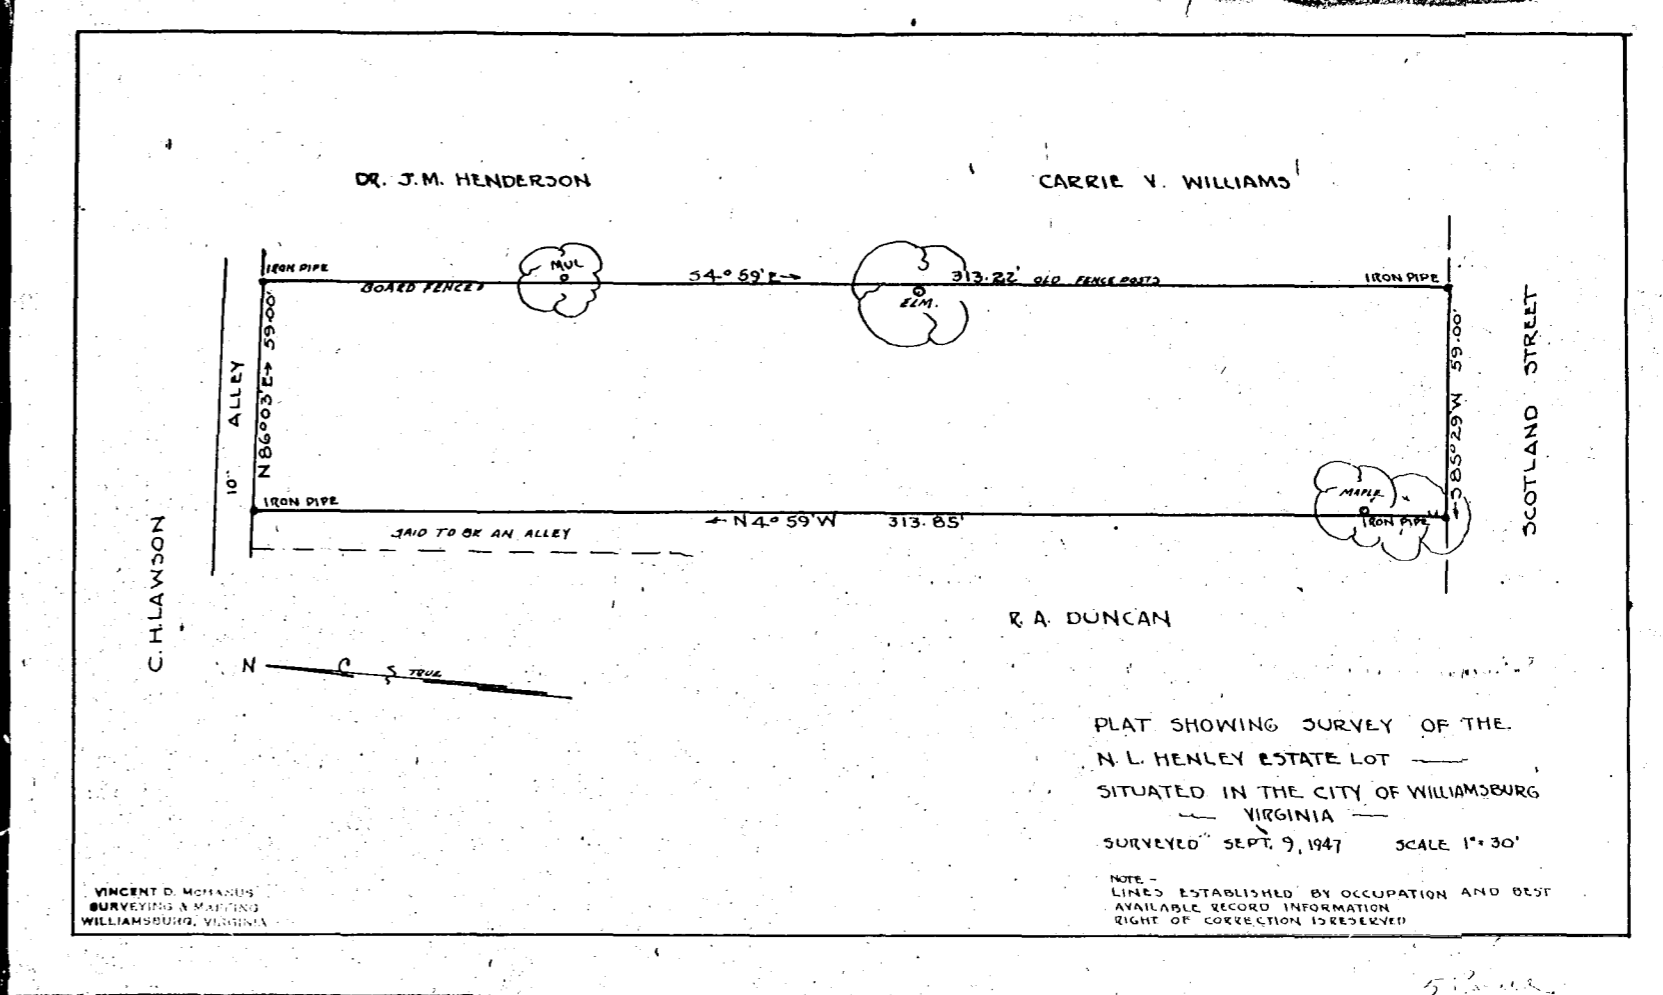 DR. J.M. HENDERSON
CARRIE V. WILLIAMS
IRON PIPE
BOARD FENCE
MUL
S4° 59'E→
313.22'
OLD FENCE POSTS
ELM.
IRON PIPE
10" ALLEY
N86°03'E→ 59.00'
←S85°29'W 59.00'
SCOTLAND STREET
MAPLE
IRON PIPE
IRON PIPE
←N4°59'W 313.85'
SAID TO BE AN ALLEY
C.H.LAWSON
R. A. DUNCAN
N
TRUE
PLAT SHOWING SURVEY OF THE
N. L. HENLEY ESTATE LOT
SITUATED IN THE CITY OF WILLIAMSBURG
VIRGINIA
SURVEYED SEPT. 9, 1947 SCALE 1"=30'
NOTE -
LINES ESTABLISHED BY OCCUPATION AND BEST
AVAILABLE RECORD INFORMATION
RIGHT OF CORRECTION IS RESERVED
VINCENT D. McMANUS
SURVEYING & MAPPING
WILLIAMSBURG, VIRGINIA